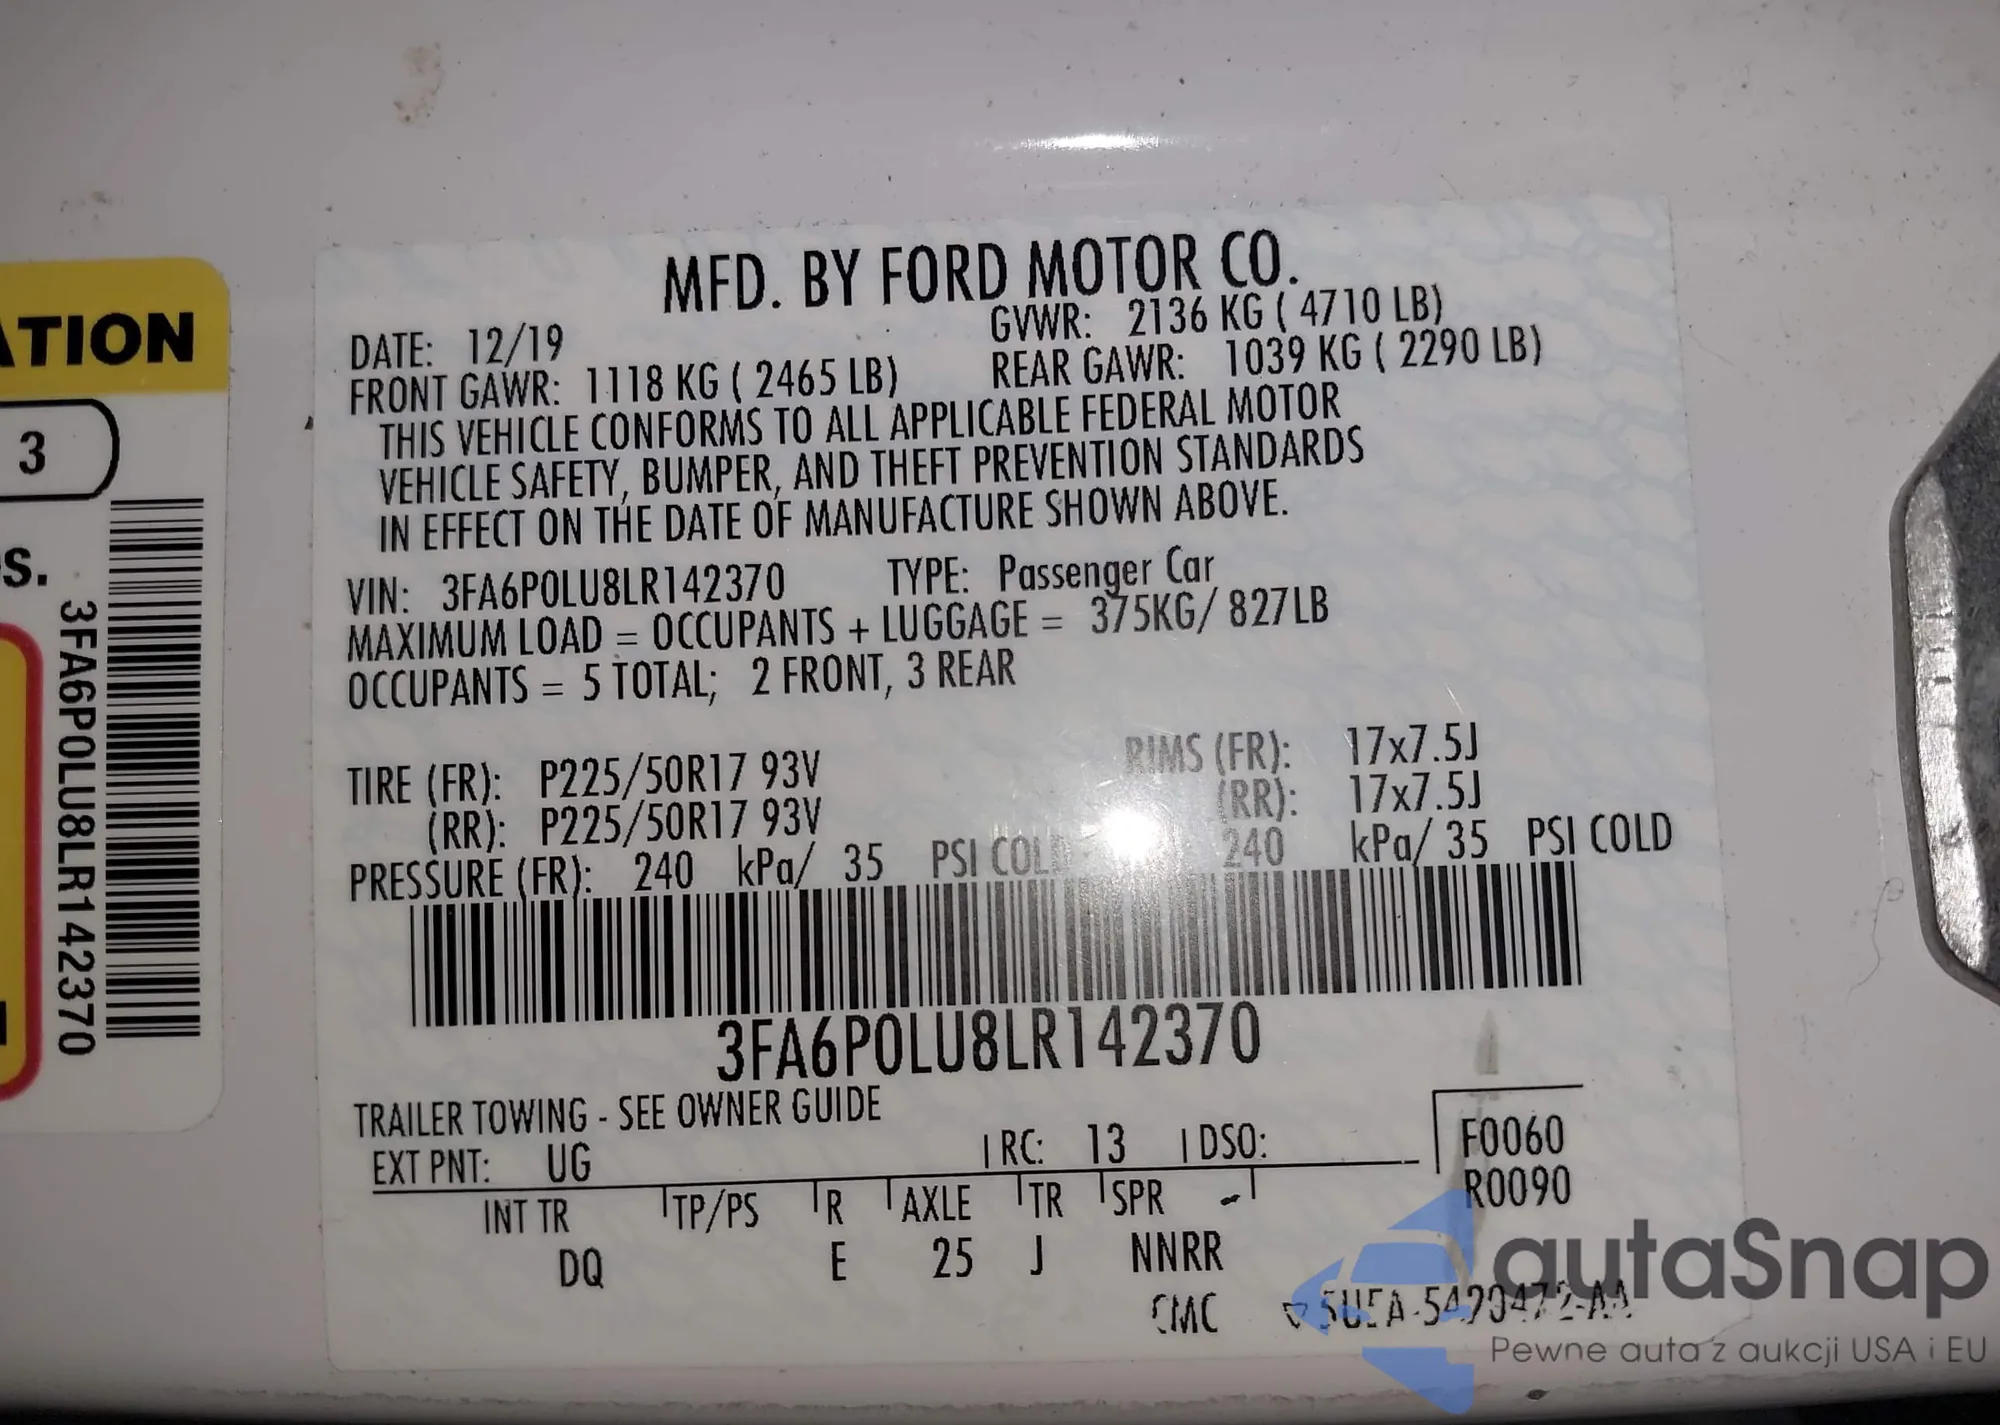 ATION
3
s.
3FA6P0LU8LR142370
MFD. BY FORD MOTOR CO.
DATE: 12/19 GVWR: 2136 KG ( 4710 LB)
FRONT GAWR: 1118 KG ( 2465 LB) REAR GAWR: 1039 KG ( 2290 LB)
THIS VEHICLE CONFORMS TO ALL APPLICABLE FEDERAL MOTOR
VEHICLE SAFETY, BUMPER, AND THEFT PREVENTION STANDARDS
IN EFFECT ON THE DATE OF MANUFACTURE SHOWN ABOVE.
VIN: 3FA6P0LU8LR142370 TYPE: Passenger Car
MAXIMUM LOAD = OCCUPANTS + LUGGAGE = 375KG/ 827LB
OCCUPANTS = 5 TOTAL; 2 FRONT, 3 REAR
TIRE (FR): P225/50R17 93V RIMS (FR): 17x7.5J
(RR): P225/50R17 93V (RR): 17x7.5J
PRESSURE (FR): 240 kPa/ 35 PSI COLD 240 kPa/ 35 PSI COLD
3FA6P0LU8LR142370
TRAILER TOWING - SEE OWNER GUIDE
EXT PNT: UG RC: 13 DSO: F0060
R0090
INT TR TP/PS R AXLE TR SPR
DQ E 25 J NNRR
CMC
autaSnap
Pewne auta z aukcji USA i EU